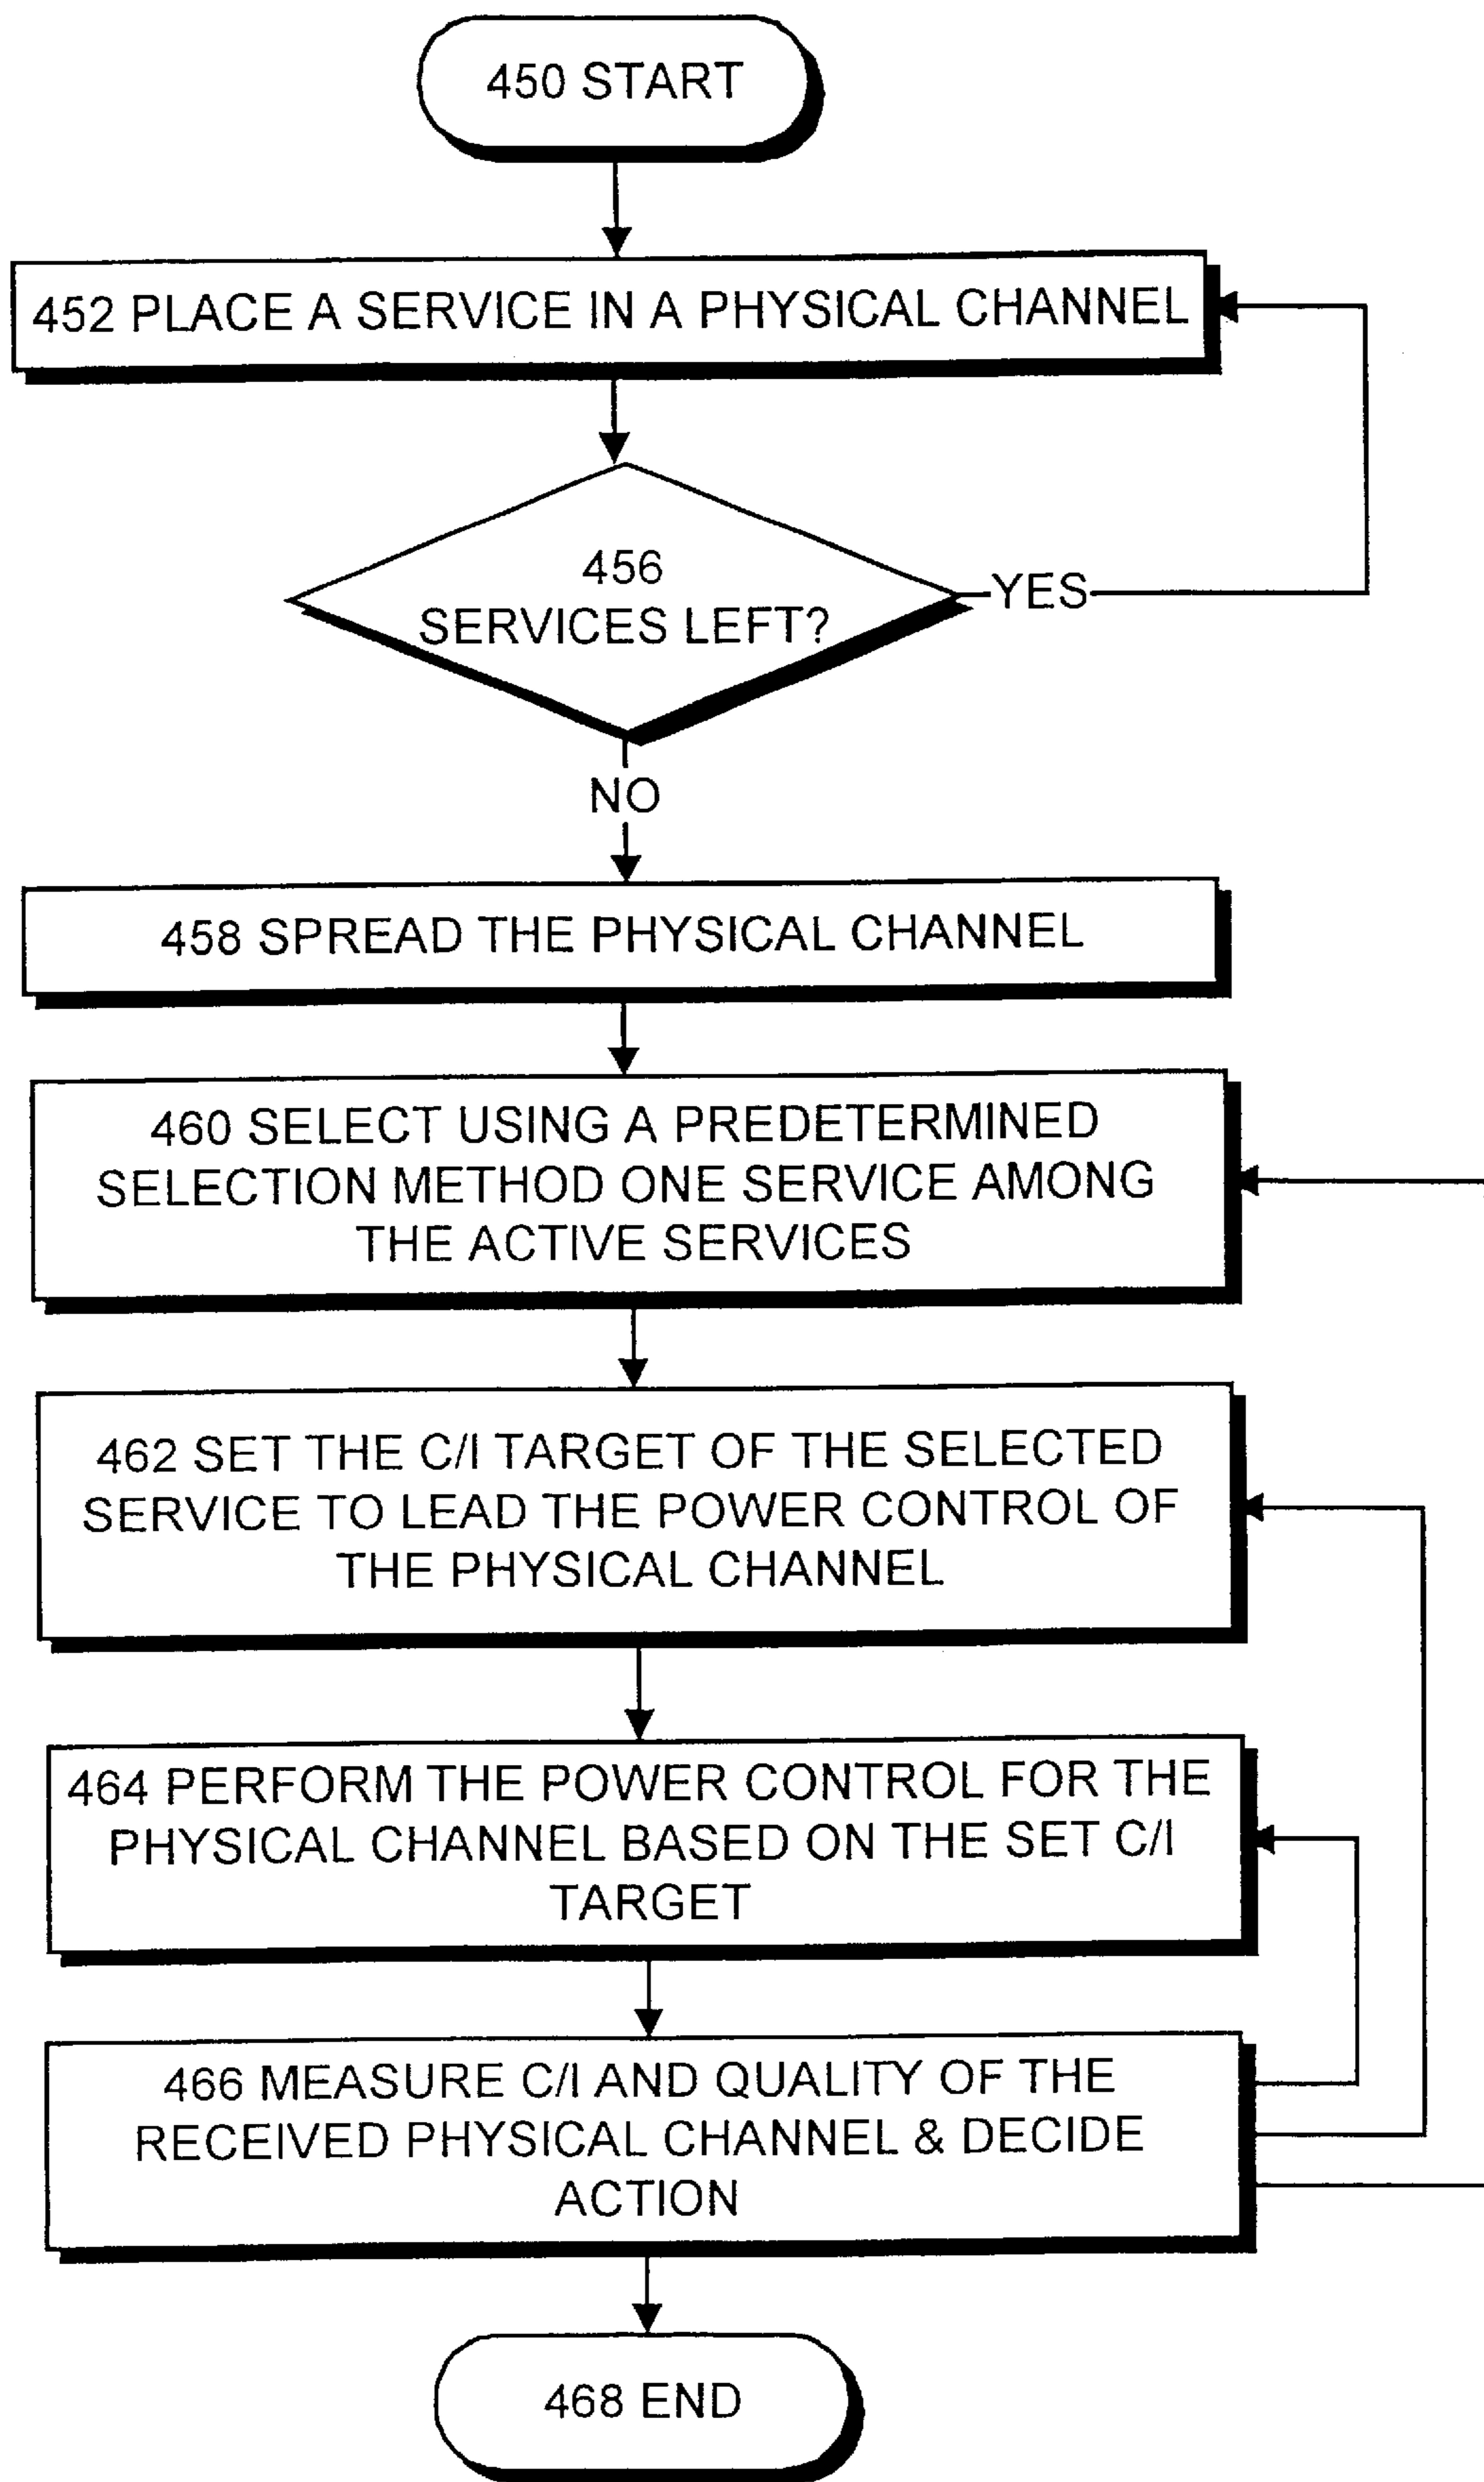 450 START
452 PLACE A SERVICE IN A PHYSICAL CHANNEL
456
SERVICES LEFT?
YES
NO
458 SPREAD THE PHYSICAL CHANNEL
460 SELECT USING A PREDETERMINED
SELECTION METHOD ONE SERVICE AMONG
THE ACTIVE SERVICES
462 SET THE C/I TARGET OF THE SELECTED
SERVICE TO LEAD THE POWER CONTROL OF
THE PHYSICAL CHANNEL
464 PERFORM THE POWER CONTROL FOR THE
PHYSICAL CHANNEL BASED ON THE SET C/I
TARGET
466 MEASURE C/I AND QUALITY OF THE
RECEIVED PHYSICAL CHANNEL & DECIDE
ACTION
468 END